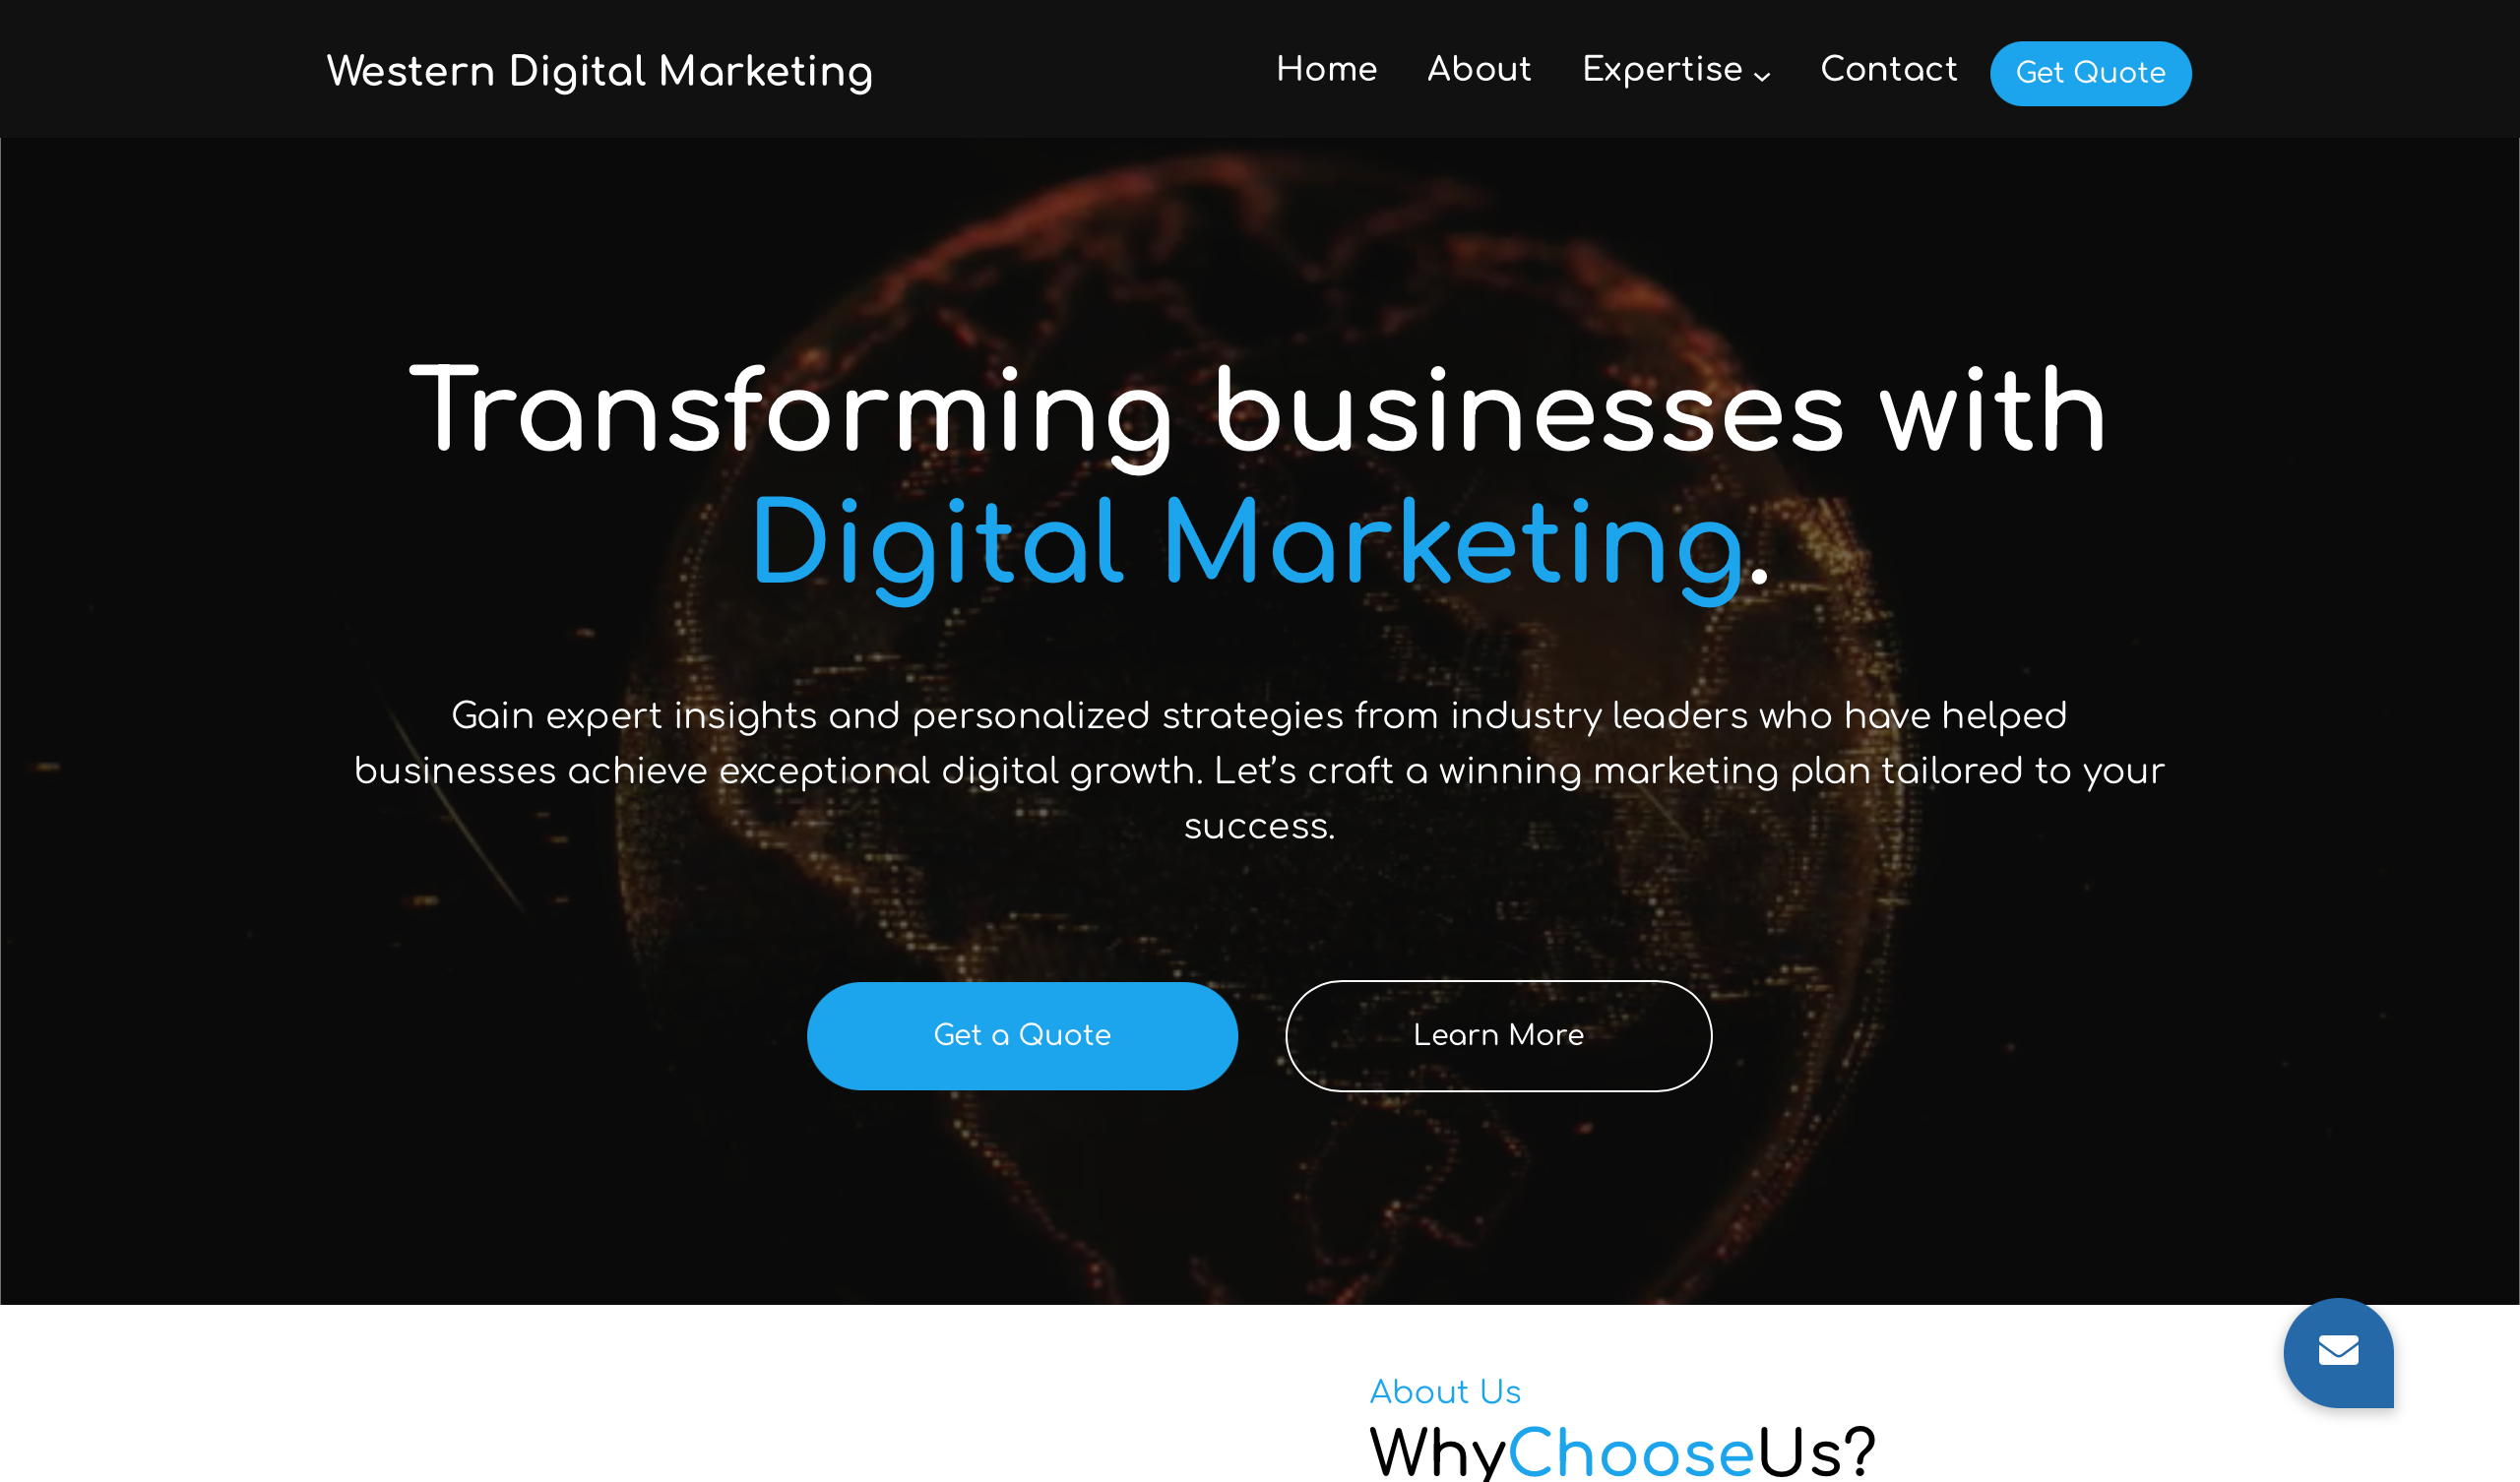 Western Digital Marketing
Home About Expertise Contact Get Quote
Transforming businesses with
Digital Marketing.
Gain expert insights and personalized strategies from industry leaders who have helped
businesses achieve exceptional digital growth. Let’s craft a winning marketing plan tailored to your
success.
Get a Quote Learn More
About Us
WhyChooseUs?